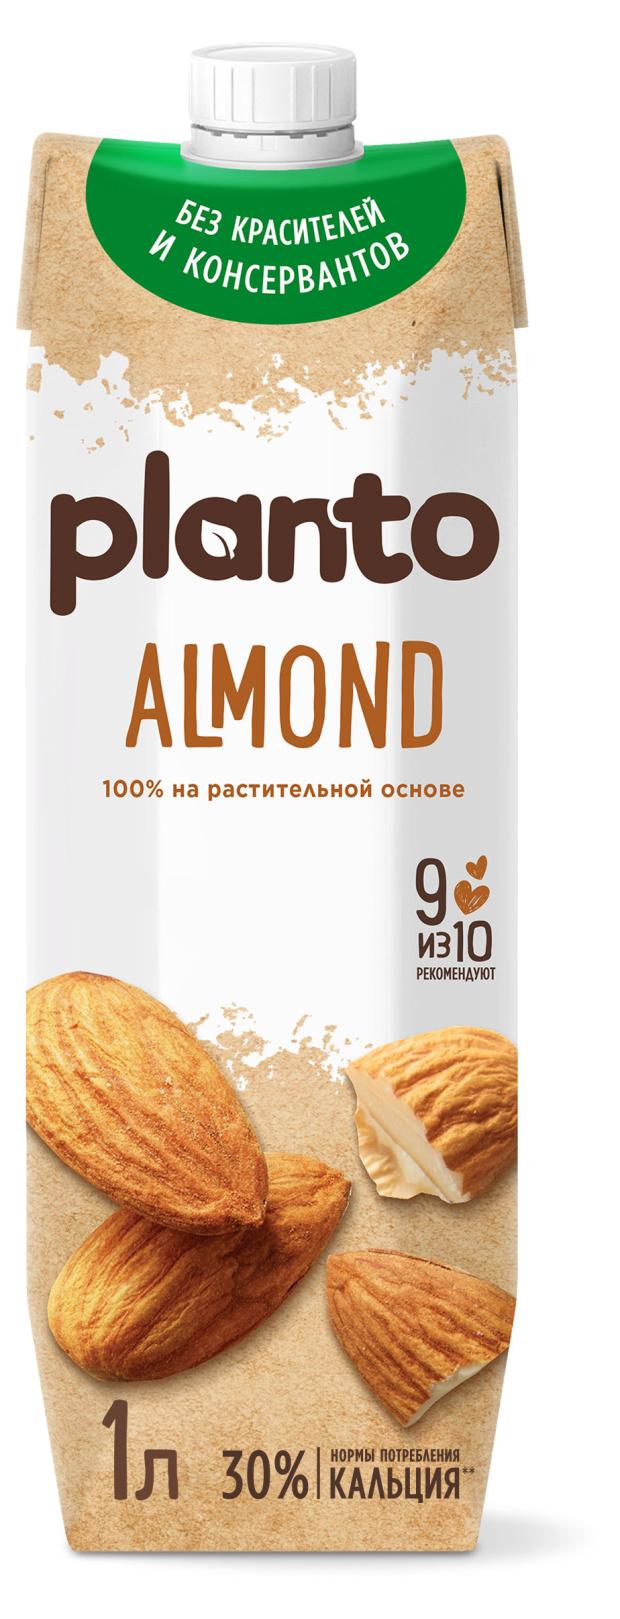 БЕЗ КРАСИТЕЛЕЙ
И КОНСЕРВАНТОВ
planto
ALMOND
100% на растительной основе
9
из 10
РЕКОМЕНДУЮТ
1л
30% НОРМЫ ПОТРЕБЛЕНИЯ
КАЛЬЦИЯ**